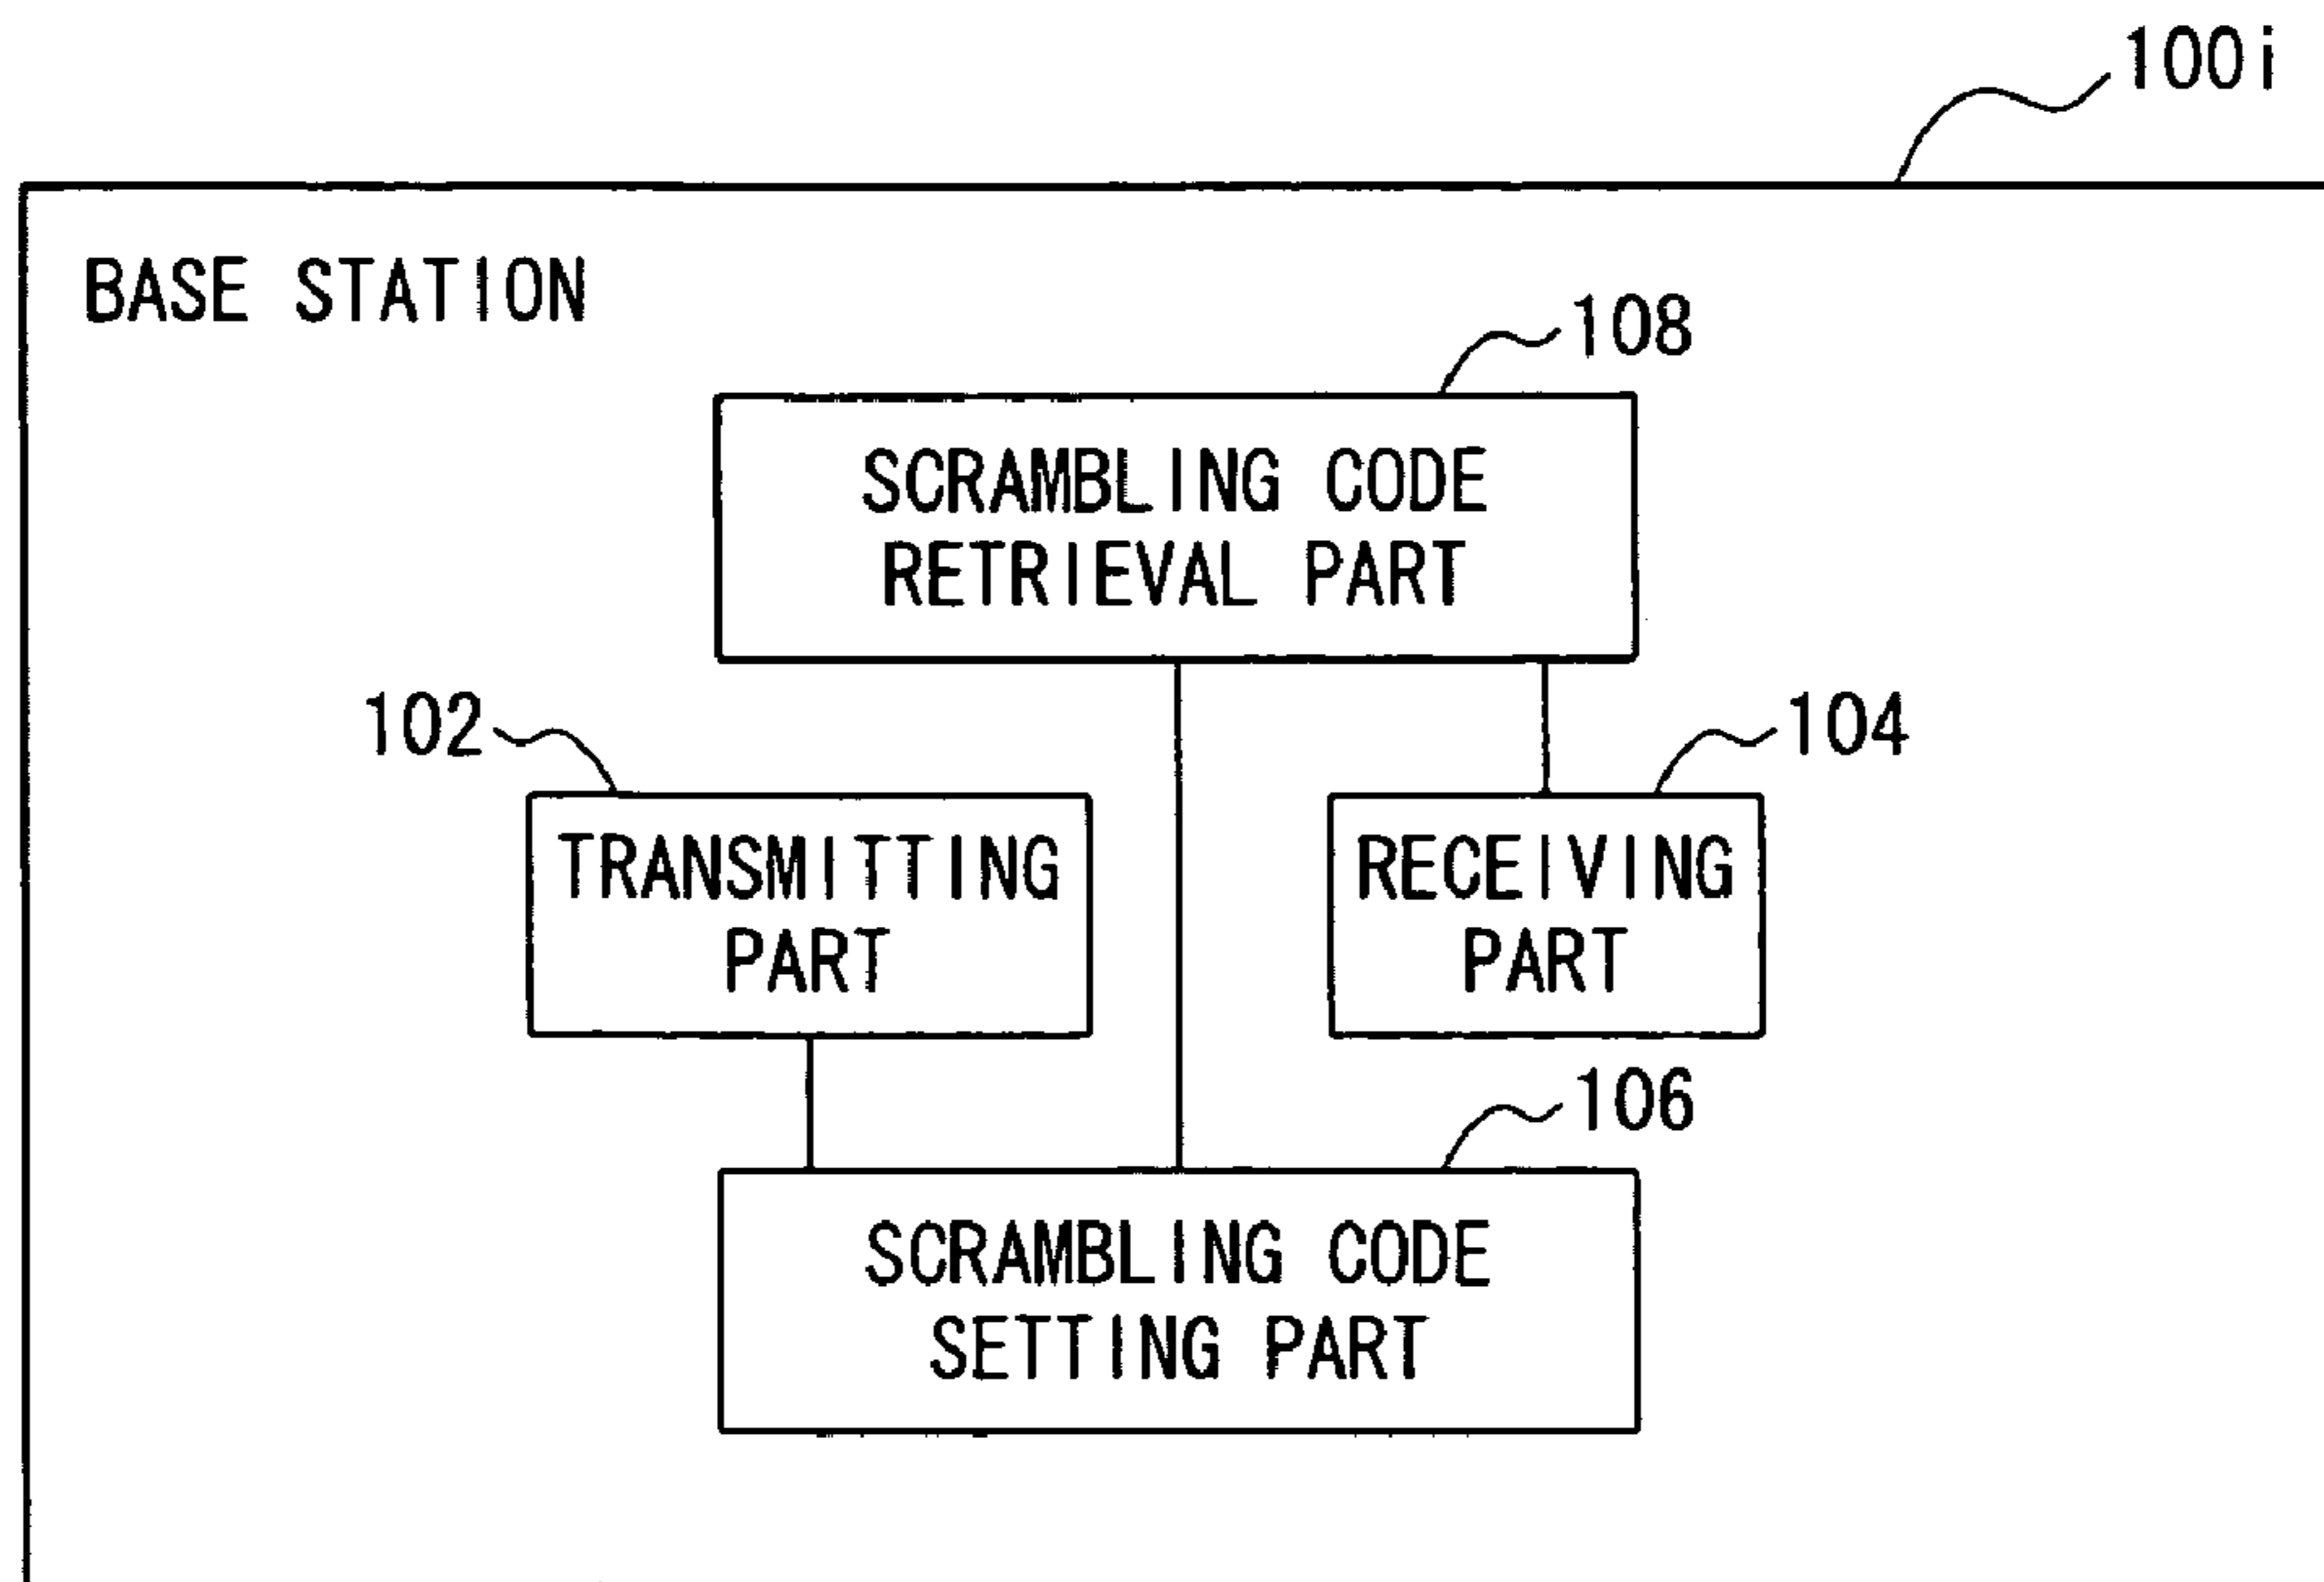 100i
BASE STATION
108
SCRAMBLING CODE
RETRIEVAL PART
102
104
TRANSMITTING
PART
RECEIVING
PART
106
SCRAMBLING CODE
SETTING PART